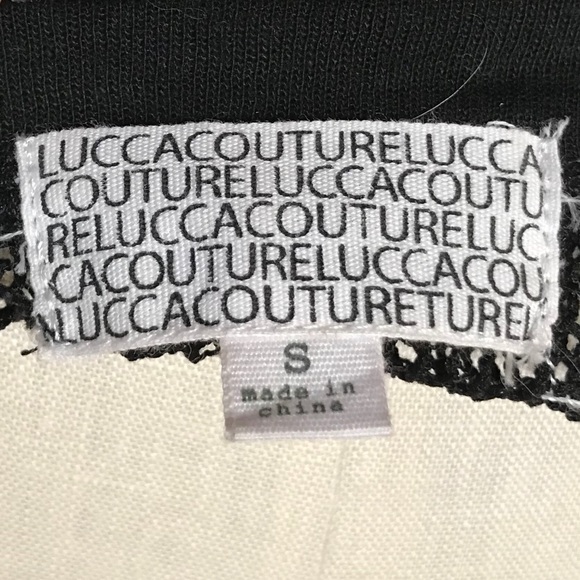 LUCCACOUTURELUCCA
COUTURELUCCACOUTU
RELUCCACOUTURELUC
CACOUTURELUCCACOU
LUCCACOUTURETUREL
S
made in
china